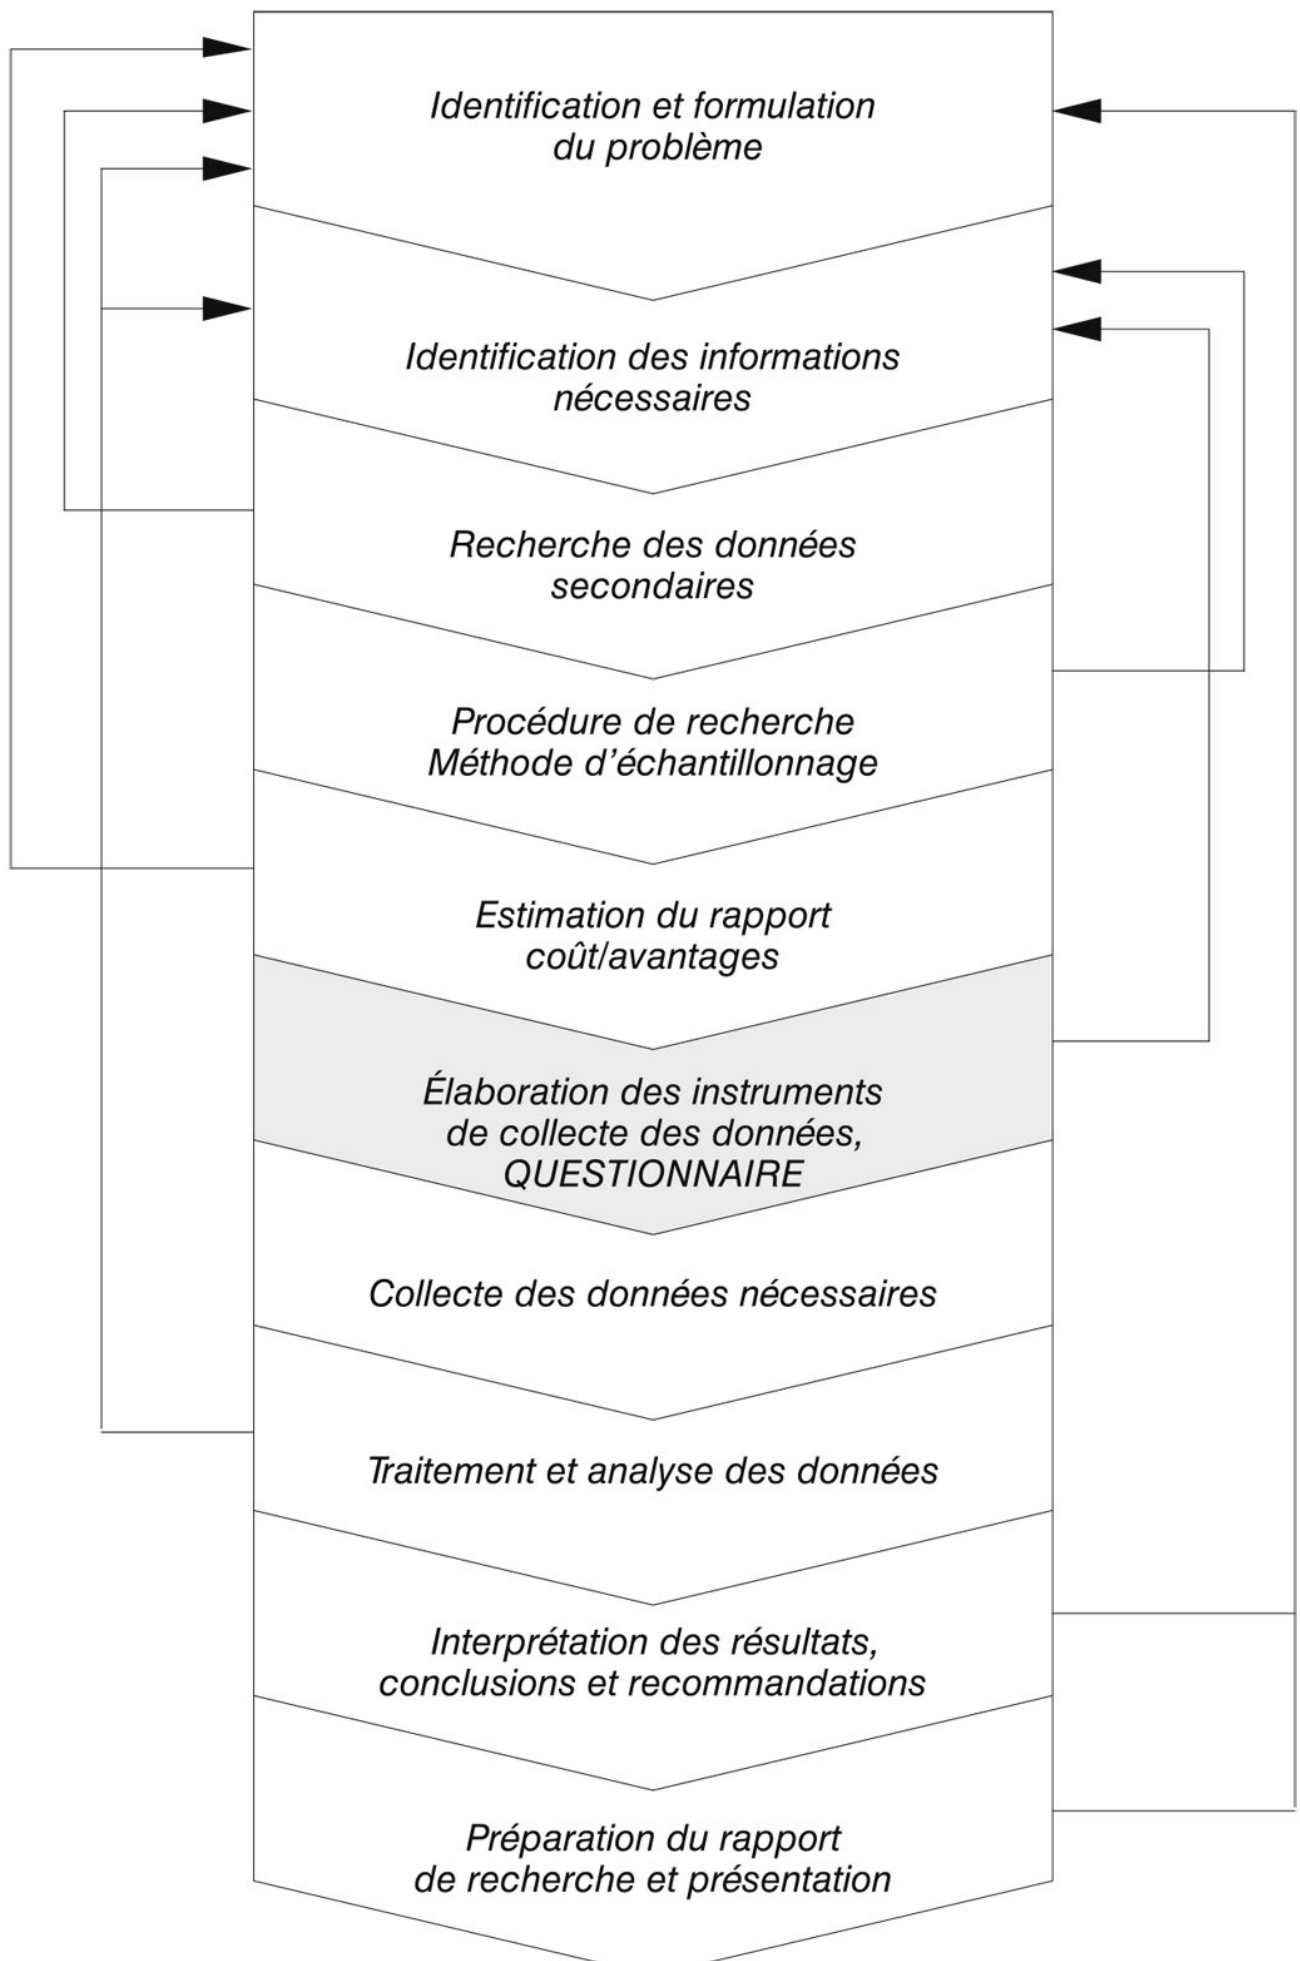 Identification et formulation
du problème
Identification des informations
nécessaires
Recherche des données
secondaires
Procédure de recherche
Méthode d’échantillonnage
Estimation du rapport
coût/avantages
Élaboration des instruments
de collecte des données,
QUESTIONNAIRE
Collecte des données nécessaires
Traitement et analyse des données
Interprétation des résultats,
conclusions et recommandations
Préparation du rapport
de recherche et présentation